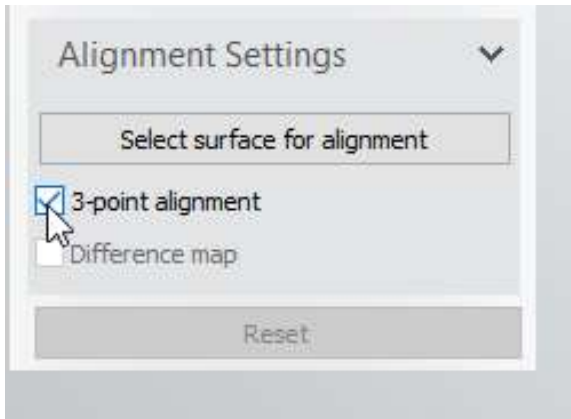 Alignment Settings
Select surface for alignment
3-point alignment
Difference map
Reset